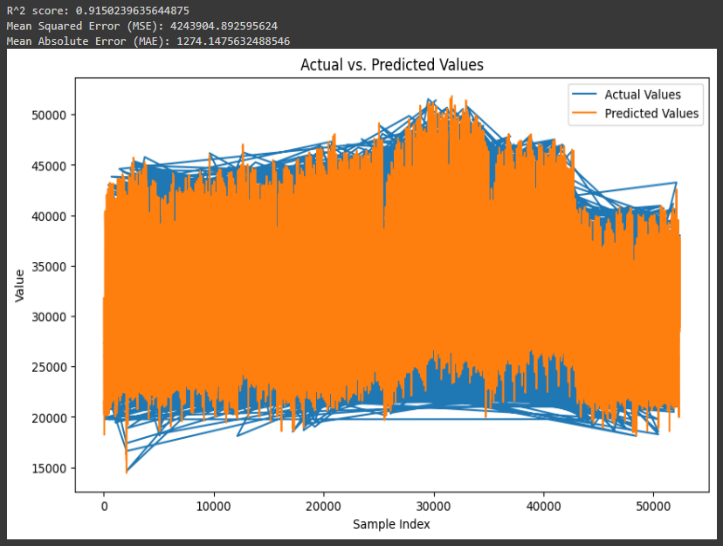 R^2 score: 0.9150239635644875
Mean Squared Error (MSE): 4243904.892595624
Mean Absolute Error (MAE): 1274.1475632488546
Actual vs. Predicted Values
Actual Values
Predicted Values
50000
45000
40000
35000
30000
25000
20000
15000
Value
0 10000 20000 30000 40000 50000
Sample Index